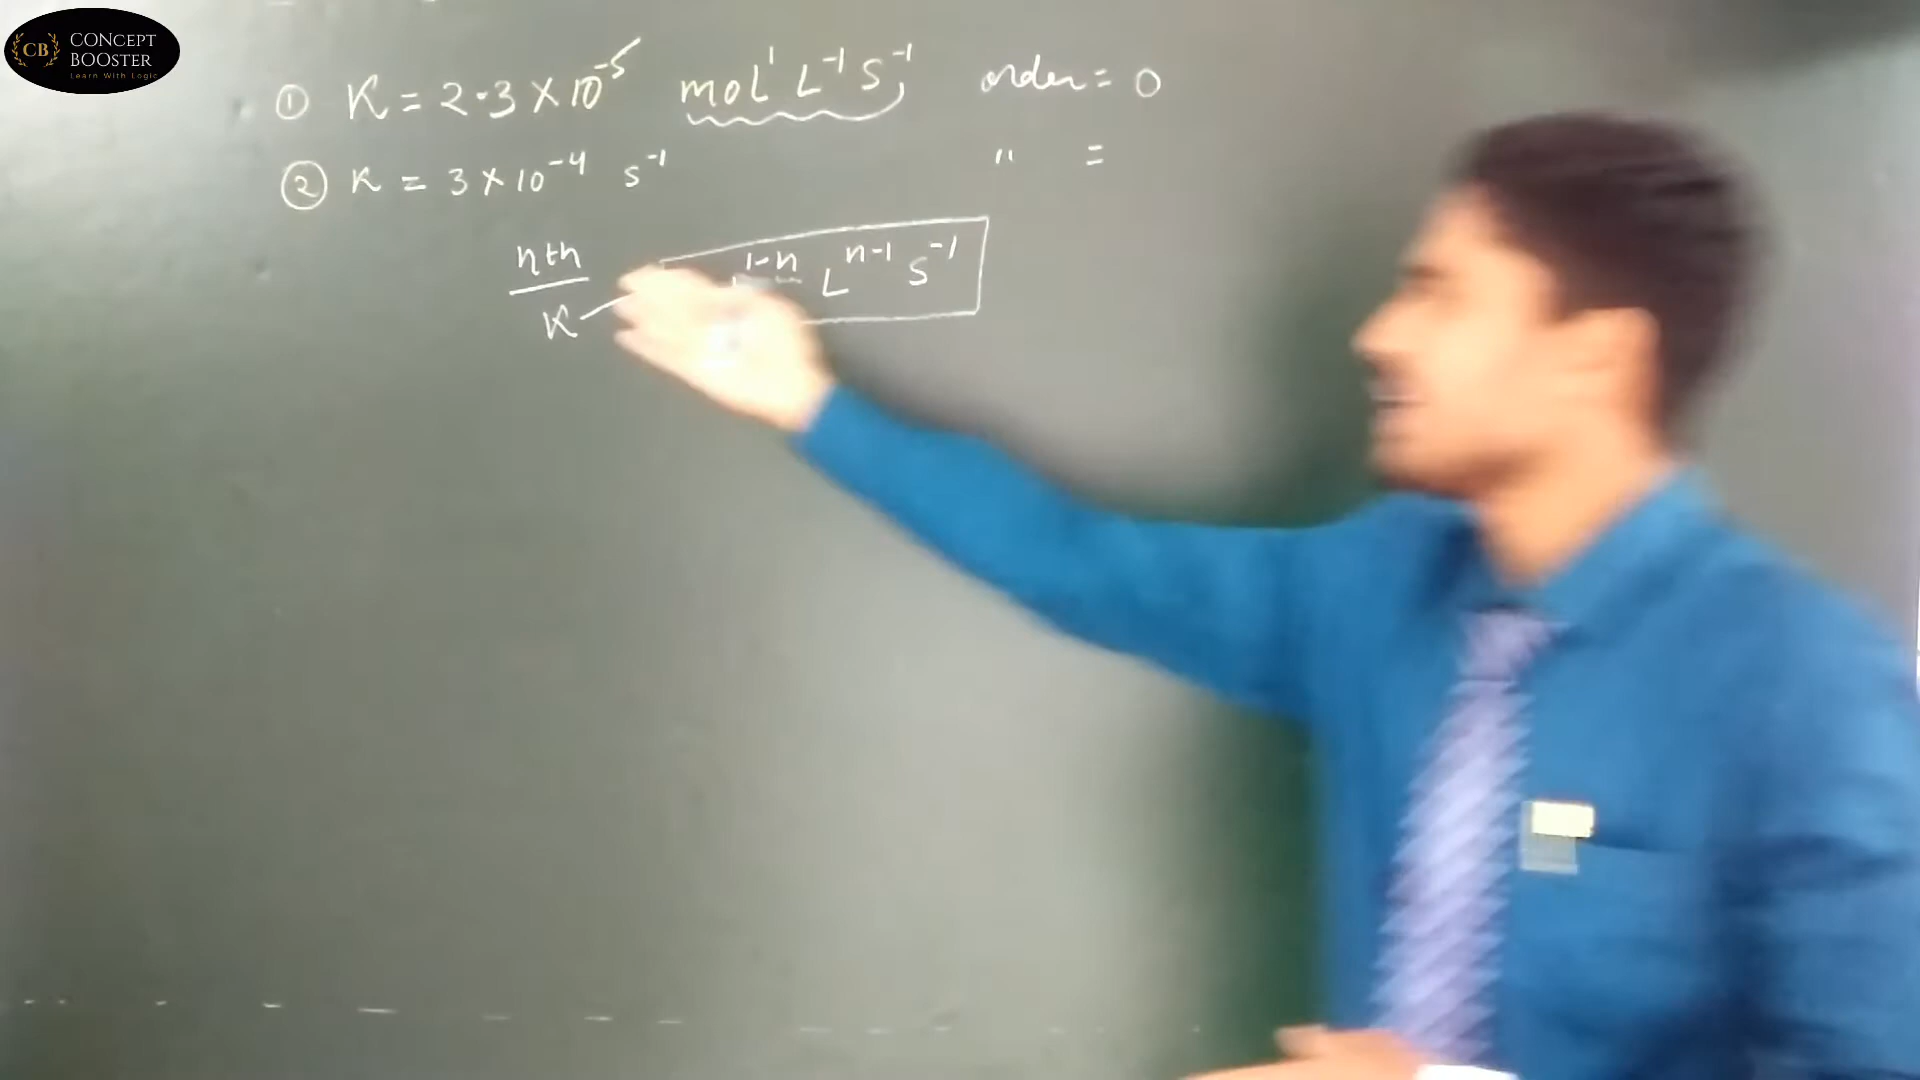 CB CONCEPT
BOOSTER
Learn With Logic
① K = 2.3 × 10⁻⁵ mol¹ L⁻¹ S⁻¹ order = 0
② K = 3 × 10⁻⁴ s⁻¹ " =
nth
K
1-n L^{n-1} S⁻¹